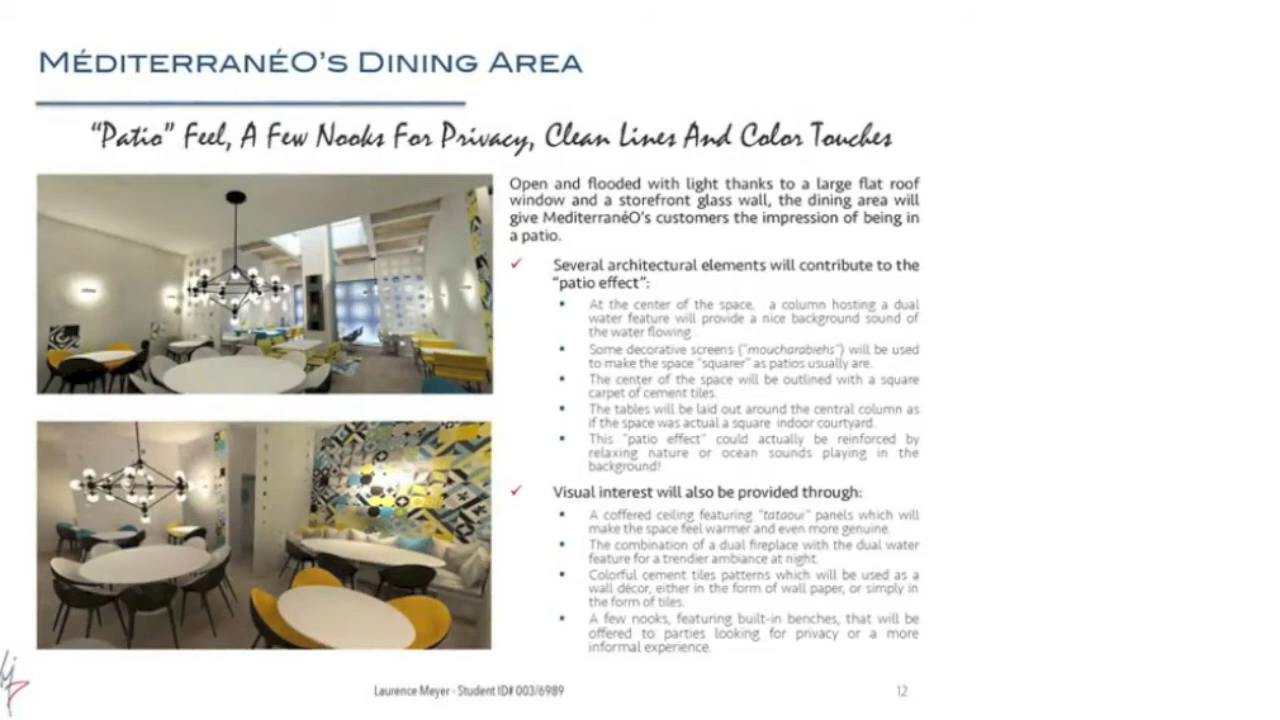 MÉDITERRANÉO'S DINING AREA
"Patio" Feel, A Few Nooks For Privacy, Clean Lines And Color Touches
Open and flooded with light thanks to a large flat roof
window and a storefront glass wall, the dining area will
give MediterranéO's customers the impression of being in
a patio.
✓ Several architectural elements will contribute to the
"patio effect":
▪ At the center of the space, a column hosting a dual
water feature will provide a nice background sound of
the water flowing.
▪ Some decorative screens ("moucharabiehs") will be used
to make the space "squarer" as patios usually are.
▪ The center of the space will be outlined with a square
carpet of cement tiles.
▪ The tables will be laid out around the central column as
if the space was actual a square indoor courtyard.
▪ This "patio effect" could actually be reinforced by
relaxing nature or ocean sounds playing in the
background!
✓ Visual interest will also be provided through:
▪ A coffered ceiling featuring "tataoui" panels which will
make the space feel warmer and even more genuine.
▪ The combination of a dual fireplace with the dual water
feature for a trendier ambiance at night.
▪ Colorful cement tiles patterns which will be used as a
wall décor, either in the form of wall paper, or simply in
the form of tiles.
▪ A few nooks, featuring built-in benches, that will be
offered to parties looking for privacy or a more
informal experience.
Laurence Meyer - Student ID# 003/6989
12